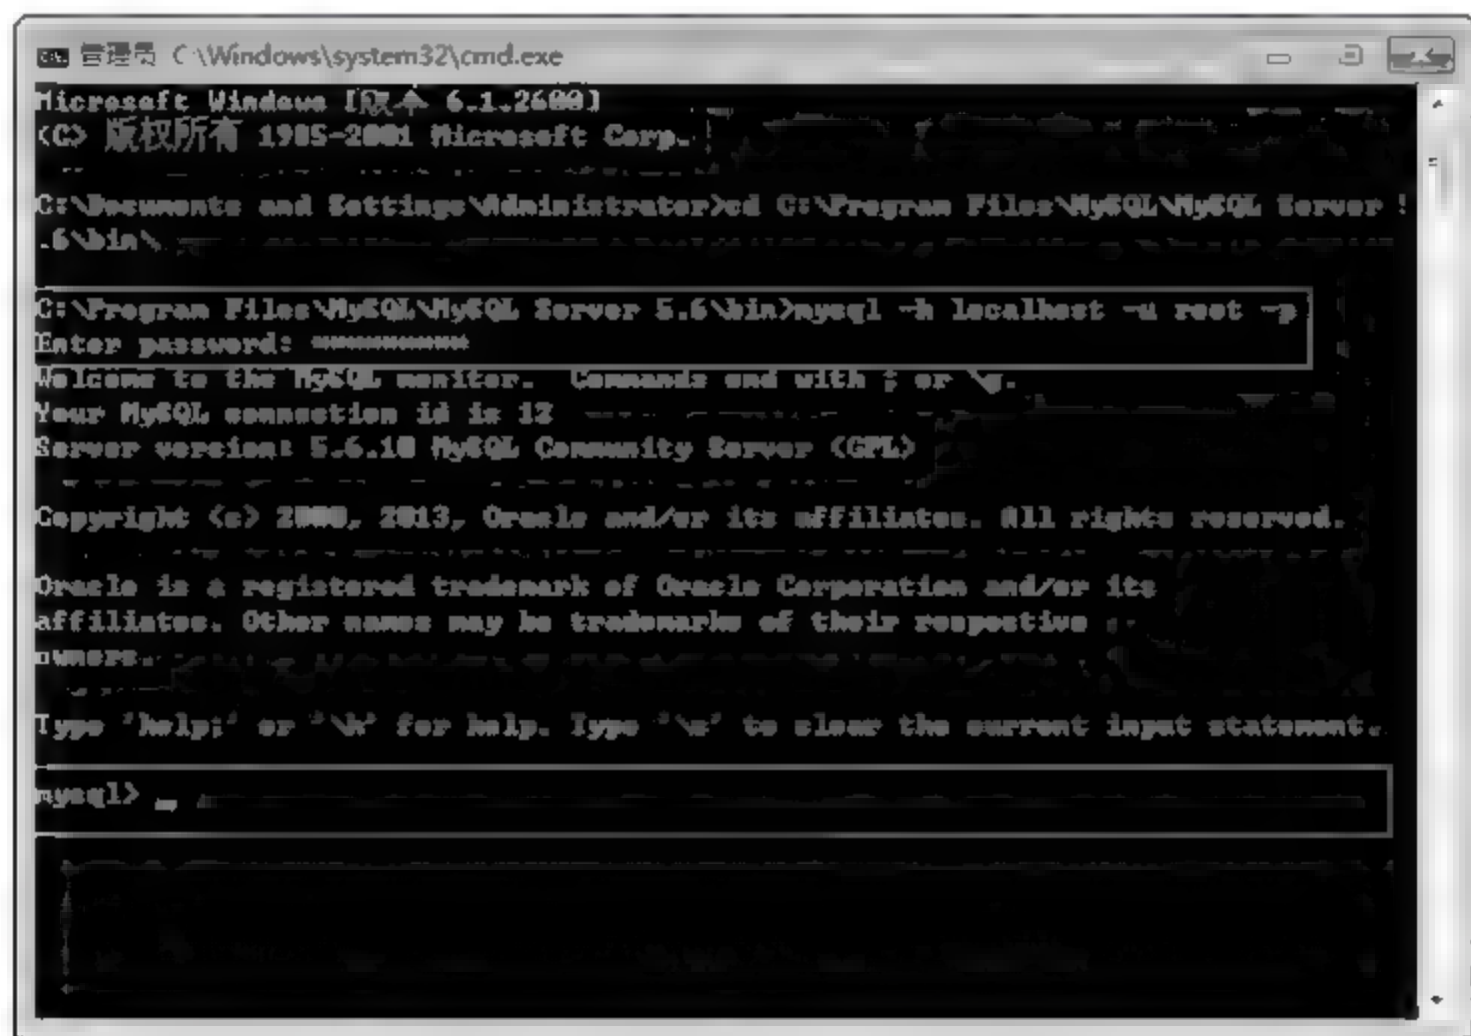 管理员 C:\Windows\system32\cmd.exe
Microsoft Windows [版本 6.1.2600]
(C) 版权所有 1985-2001 Microsoft Corp.
C:\Documents and Settings\Administrator>cd C:\Program Files\MySQL\MySQL Server
.6\bin\
C:\Program Files\MySQL\MySQL Server 5.6\bin>mysql -h localhost -u root -p
Enter password: ************
Welcome to the MySQL monitor.  Commands end with ; or \g.
Your MySQL connection id is 12
Server version: 5.6.10 MySQL Community Server (GPL)
Copyright (c) 2000, 2013, Oracle and/or its affiliates. All rights reserved.
Oracle is a registered trademark of Oracle Corporation and/or its
affiliates. Other names may be trademarks of their respective
owners.
Type 'help;' or '\h' for help. Type '\c' to clear the current input statement.
mysql> _